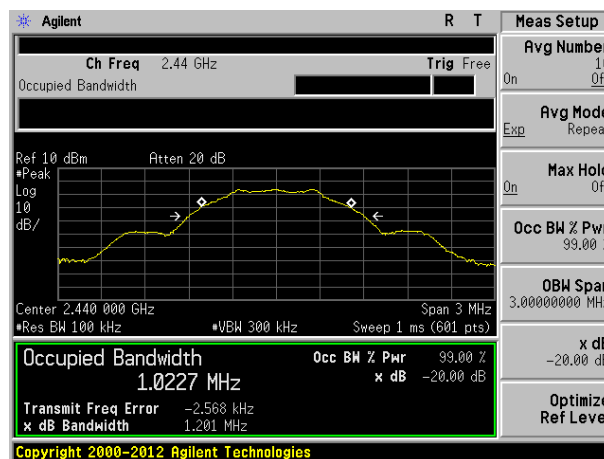 Agilent R T Meas Setup
Avg Number
On
Ch Freq 2.44 GHz Trig Free
Occupied Bandwidth
Avg Mode
Exp Repea
Ref 10 dBm Atten 20 dB
#Peak
Log
10
dB/
Max Hold
On Of
Occ BW % Pwr
99.00 %
OBW Span
3.00000000 MH
Center 2.440 000 GHz Span 3 MHz
#Res BW 100 kHz #VBW 300 kHz Sweep 1 ms (601 pts)
x dB
-20.00 dB
Occupied Bandwidth Occ BW % Pwr 99.00 %
1.0227 MHz x dB -20.00 dB
Transmit Freq Error -2.568 kHz
x dB Bandwidth 1.201 MHz
Optimize
Ref Level
Copyright 2000-2012 Agilent Technologies